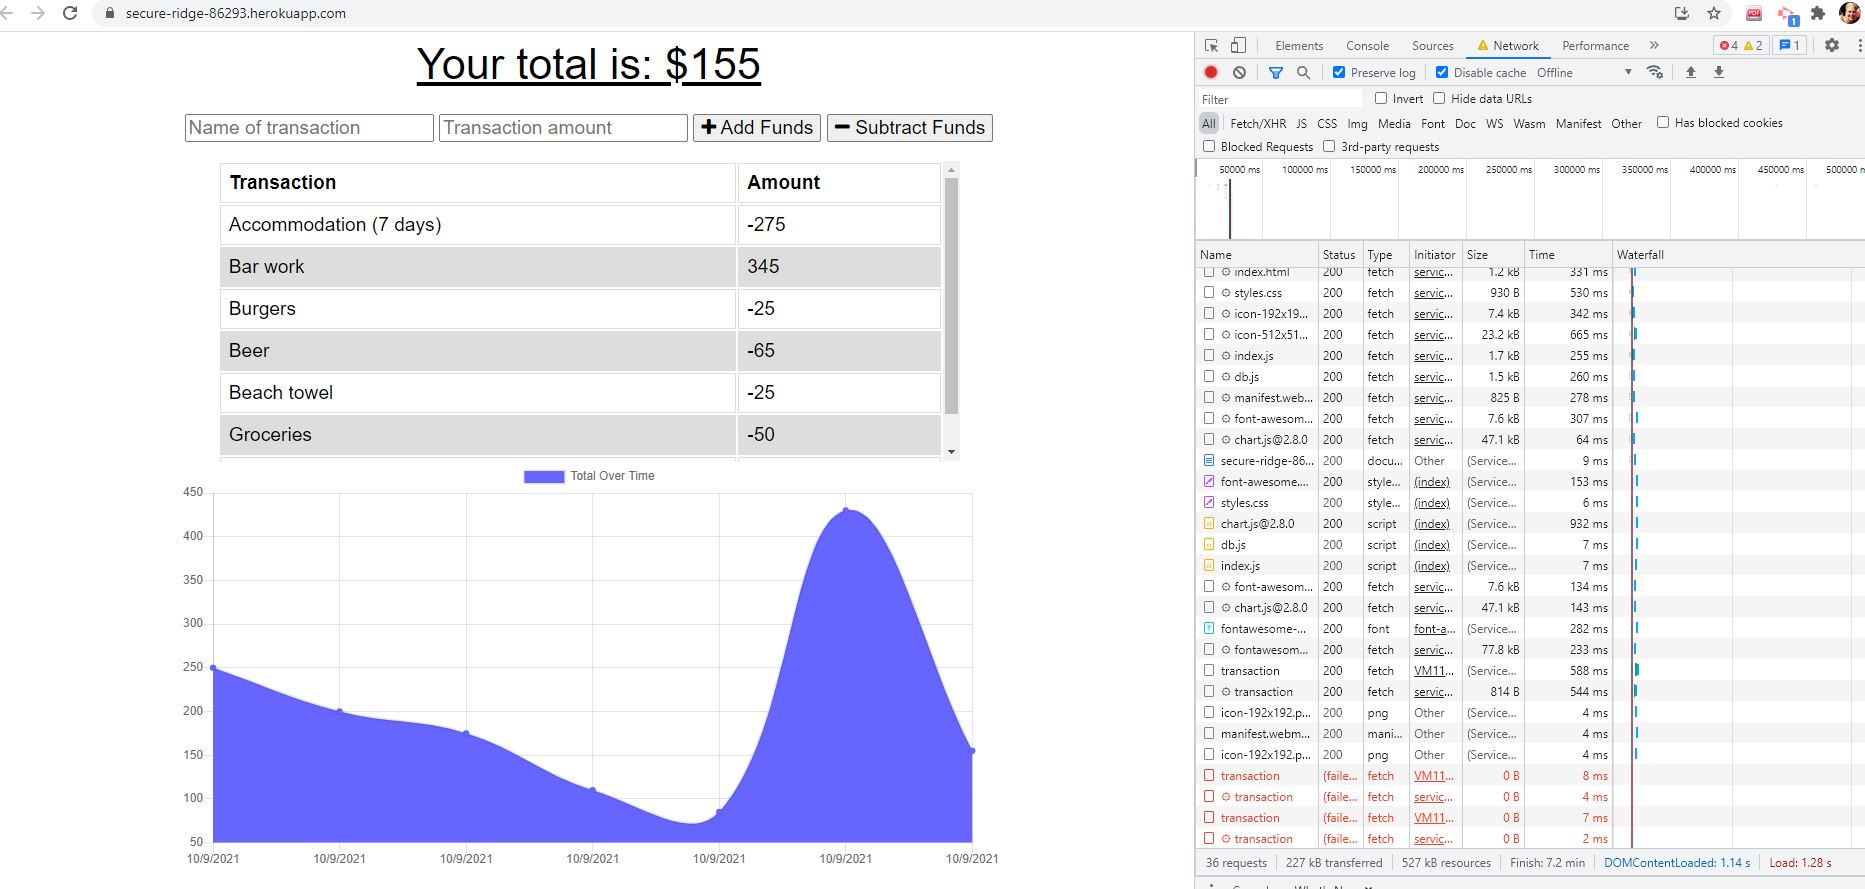 secure-ridge-86293.herokuapp.com
PDF
1
Your total is: $155
Name of transaction Transaction amount Add Funds Subtract Funds
Transaction Amount
Accommodation (7 days) -275
Bar work 345
Burgers -25
Beer -65
Beach towel -25
Groceries -50
Total Over Time
450
400
350
300
250
200
150
100
50
10/9/2021 10/9/2021 10/9/2021 10/9/2021 10/9/2021 10/9/2021 10/9/2021
Elements Console Sources Network Performance » 4 2 1
Preserve log Disable cache Offline
Filter Invert Hide data URLs
All Fetch/XHR JS CSS Img Media Font Doc WS Wasm Manifest Other Has blocked cookies
Blocked Requests 3rd-party requests
50000 ms 100000 ms 150000 ms 200000 ms 250000 ms 300000 ms 350000 ms 400000 ms 450000 ms 500000 m
Name Status Type Initiator Size Time Waterfall
index.html 200 fetch servic... 1.2 kB 331 ms
styles.css 200 fetch servic... 930 B 530 ms
icon-192x19... 200 fetch servic... 7.4 kB 342 ms
icon-512x51... 200 fetch servic... 23.2 kB 665 ms
index.js 200 fetch servic... 1.7 kB 255 ms
db.js 200 fetch servic... 1.5 kB 260 ms
manifest.web... 200 fetch servic... 825 B 278 ms
font-awesom... 200 fetch servic... 7.6 kB 307 ms
chart.js@2.8.0 200 fetch servic... 47.1 kB 64 ms
secure-ridge-86... 200 docu... Other (Service... 9 ms
font-awesome.... 200 style... (index) (Service... 153 ms
styles.css 200 style... (index) (Service... 6 ms
chart.js@2.8.0 200 script (index) (Service... 932 ms
db.js 200 script (index) (Service... 7 ms
index.js 200 script (index) (Service... 7 ms
font-awesom... 200 fetch servic... 7.6 kB 134 ms
chart.js@2.8.0 200 fetch servic... 47.1 kB 143 ms
fontawesome-... 200 font font-a... (Service... 282 ms
fontawesom... 200 fetch servic... 77.8 kB 233 ms
transaction 200 fetch VM11... (Service... 588 ms
transaction 200 fetch servic... 814 B 544 ms
icon-192x192.p... 200 png Other (Service... 4 ms
manifest.webm... 200 mani... Other (Service... 4 ms
icon-192x192.p... 200 png Other (Service... 4 ms
transaction (faile... fetch VM11... 0 B 8 ms
transaction (faile... fetch servic... 0 B 4 ms
transaction (faile... fetch VM11... 0 B 7 ms
transaction (faile... fetch servic... 0 B 2 ms
36 requests 227 kB transferred 527 kB resources Finish: 7.2 min DOMContentLoaded: 1.14 s Load: 1.28 s